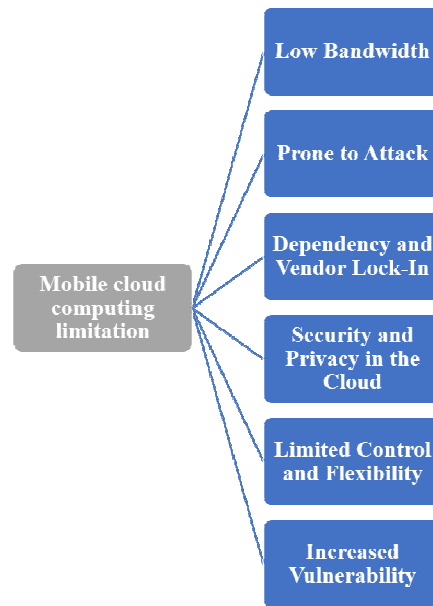 Low Bandwidth
Prone to Attack
Dependency and
Vendor Lock-In
Mobile cloud
computing
limitation
Security and
Privacy in the
Cloud
Limited Control
and Flexibility
Increased
Vulnerability